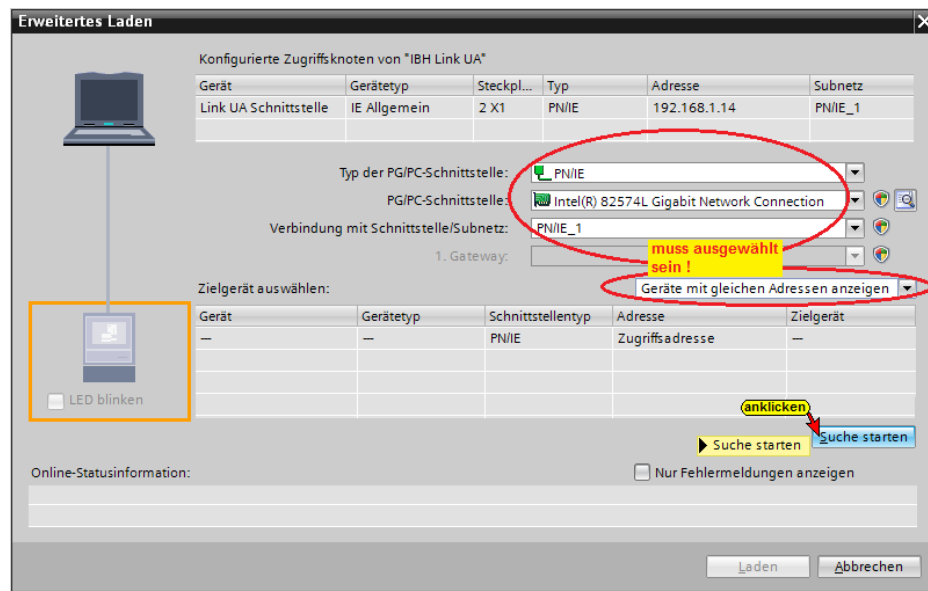 Erweitertes Laden
Konfigurierte Zugriffsknoten von "IBH Link UA"
Gerät Gerätetyp Steckpl... Typ Adresse Subnetz
Link UA Schnittstelle IE Allgemein 2 X1 PN/IE 192.168.1.14 PN/IE_1
Typ der PG/PC-Schnittstelle: PN/IE
PG/PC-Schnittstelle: Intel(R) 82574L Gigabit Network Connection
Verbindung mit Schnittstelle/Subnetz: PN/IE_1
1. Gateway:
muss ausgewählt
sein !
Zielgerät auswählen: Geräte mit gleichen Adressen anzeigen
Gerät Gerätetyp Schnittstellentyp Adresse Zielgerät
— — PN/IE Zugriffsadresse —
LED blinken
anklicken
Suche starten
Suche starten
Online-Statusinformation: Nur Fehlermeldungen anzeigen
Laden Abbrechen